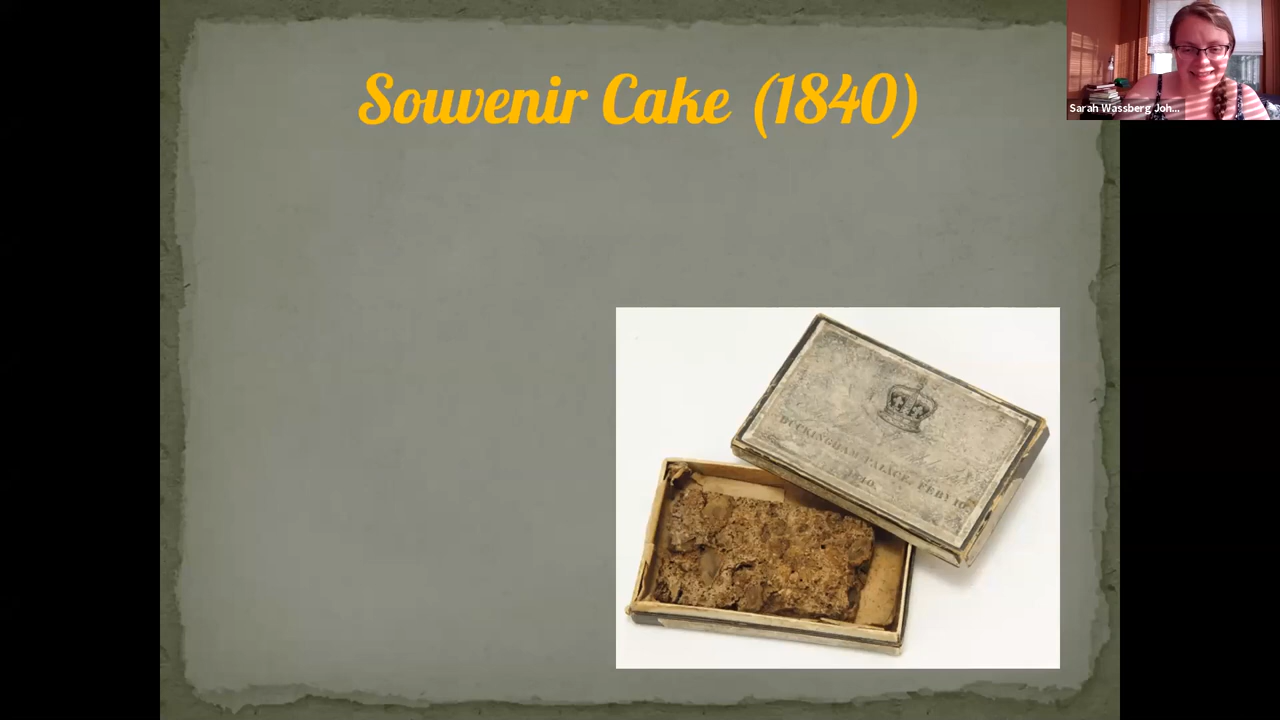 Souvenir Cake (1840)
Sarah Wassberg Joh...
BUCKINGHAM PALACE, FEBY 10,
1840.